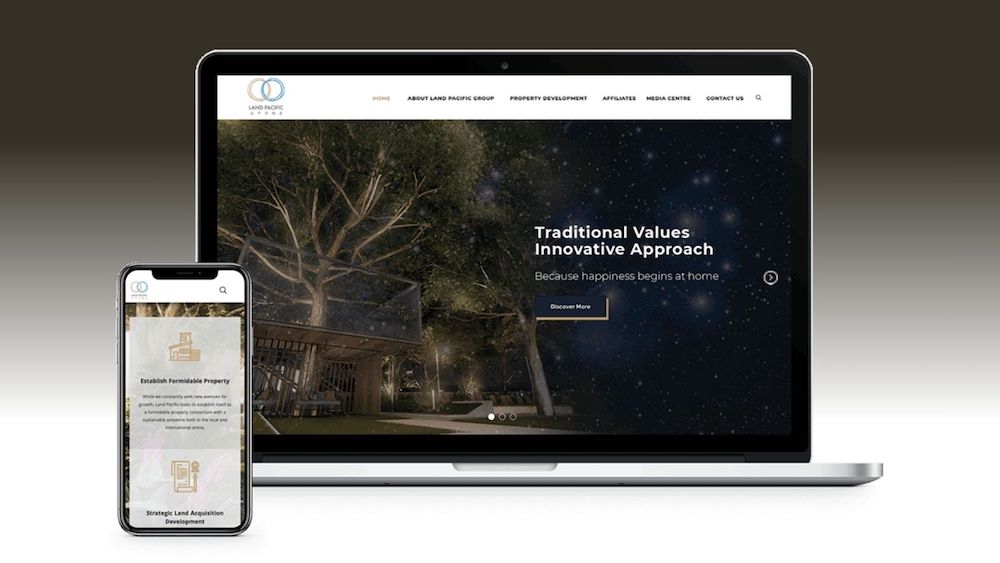 LAND PACIFIC
HOME
ABOUT LAND PACIFIC GROUP
PROPERTY DEVELOPMENT
AFFILIATES
MEDIA CENTRE
CONTACT US
Traditional Values
Innovative Approach
Because happiness begins at home
Discover More
LAND PACIFIC
Establish Formidable Property
While we constantly seek new avenues for
growth, Land Pacific looks to establish itself as
a formidable property consortium with a
sustainable presence both in the local and
international arena.
Strategic Land Acquisition
Development